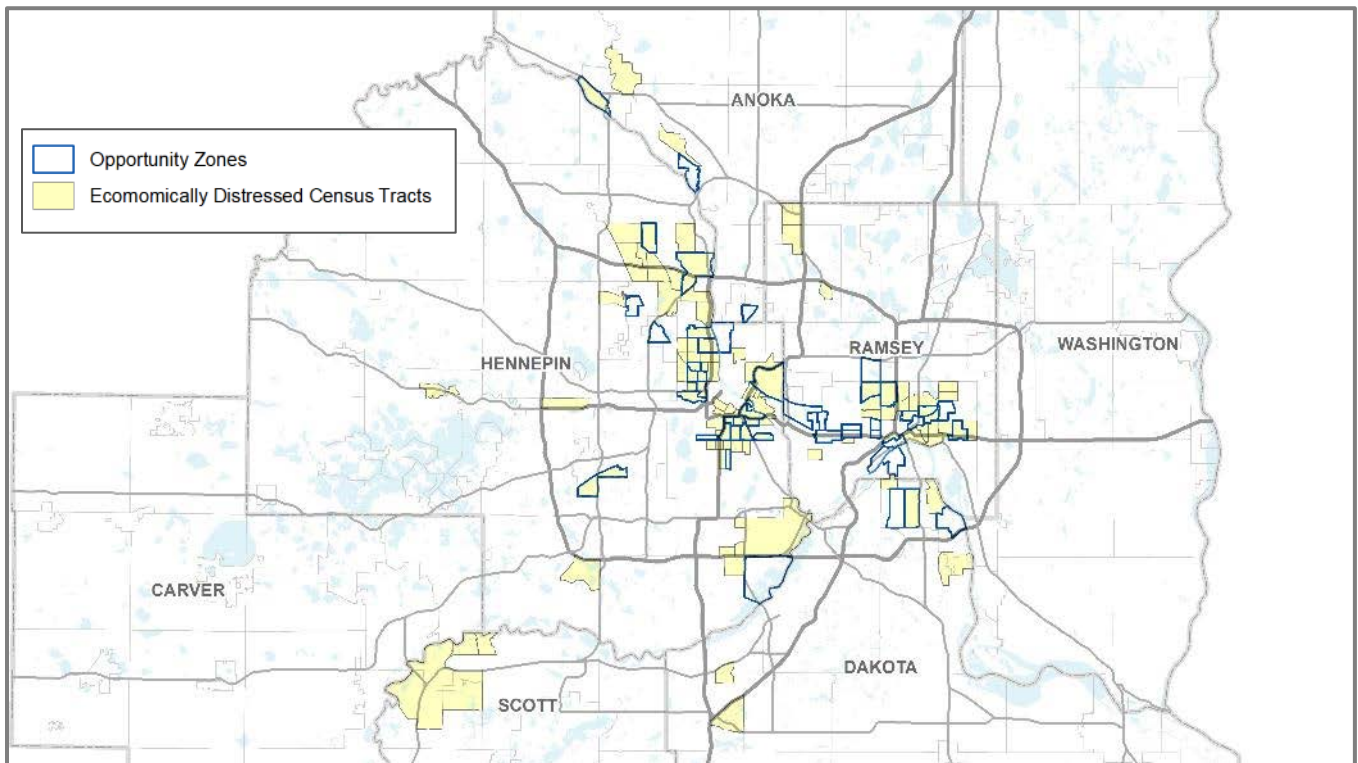 ANOKA
Opportunity Zones
Ecomomically Distressed Census Tracts
WASHINGTON
RAMSEY
HENNEPIN
CARVER
DAKOTA
SCOTT